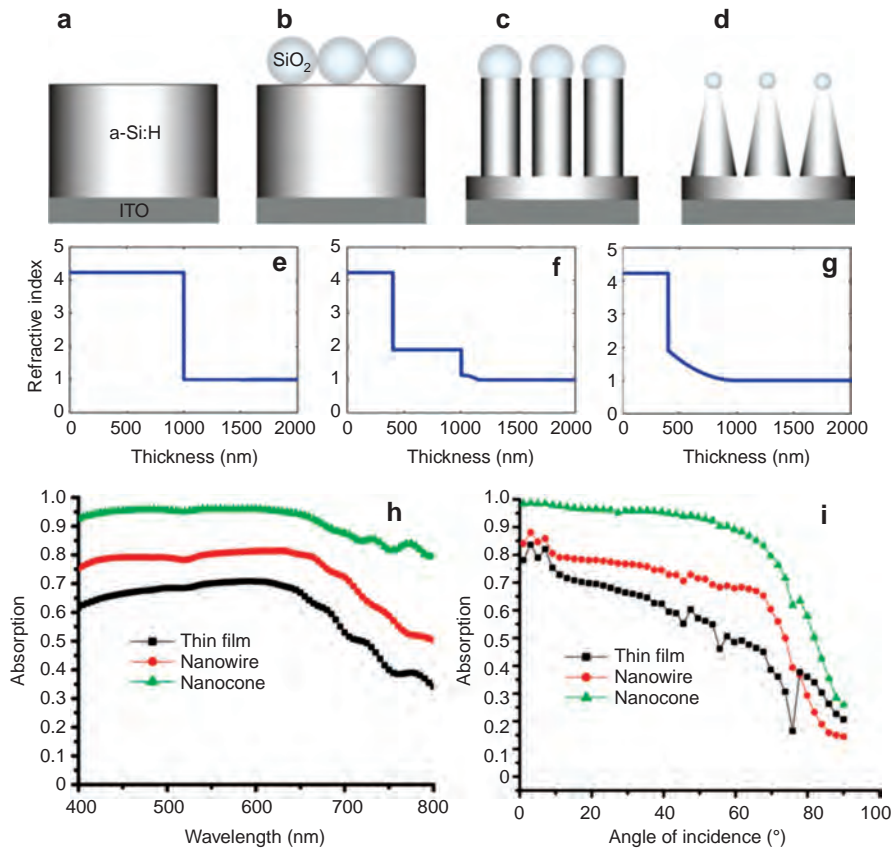 a
b
c
d
SiO2
a-Si:H
ITO
5
4
3
2
1
0
Refractive index
e
0 500 1000 1500 2000
Thickness (nm)
5
4
3
2
1
0
f
0 500 1000 1500 2000
Thickness (nm)
5
4
3
2
1
0
g
0 500 1000 1500 2000
Thickness (nm)
1.0
0.9
0.8
0.7
0.6
0.5
0.4
0.3
0.2
0.1
0
Absorption
h
Thin film
Nanowire
Nanocone
400 500 600 700 800
Wavelength (nm)
1.0
0.9
0.8
0.7
0.6
0.5
0.4
0.3
0.2
0.1
0
Absorption
i
Thin film
Nanowire
Nanocone
0 20 40 60 80 100
Angle of incidence (°)